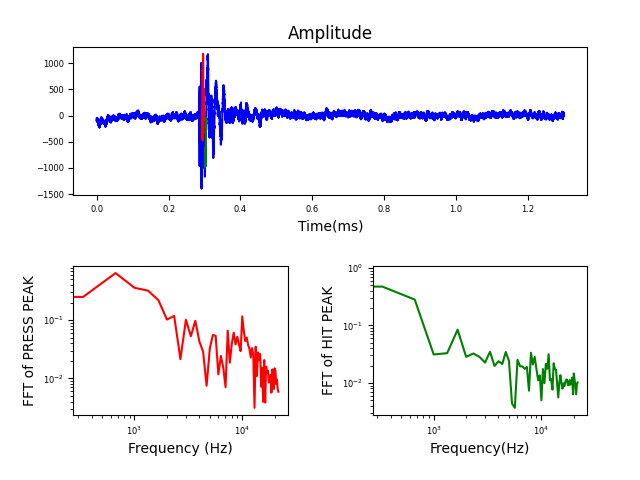 Amplitude
1000
500
0
−500
−1000
−1500
0.0 0.2 0.4 0.6 0.8 1.0 1.2
Time(ms)
FFT of PRESS PEAK
10⁻¹
10⁻²
10³ 10⁴
Frequency (Hz)
FFT of HIT PEAK
10⁰
10⁻¹
10⁻²
10³ 10⁴
Frequency(Hz)